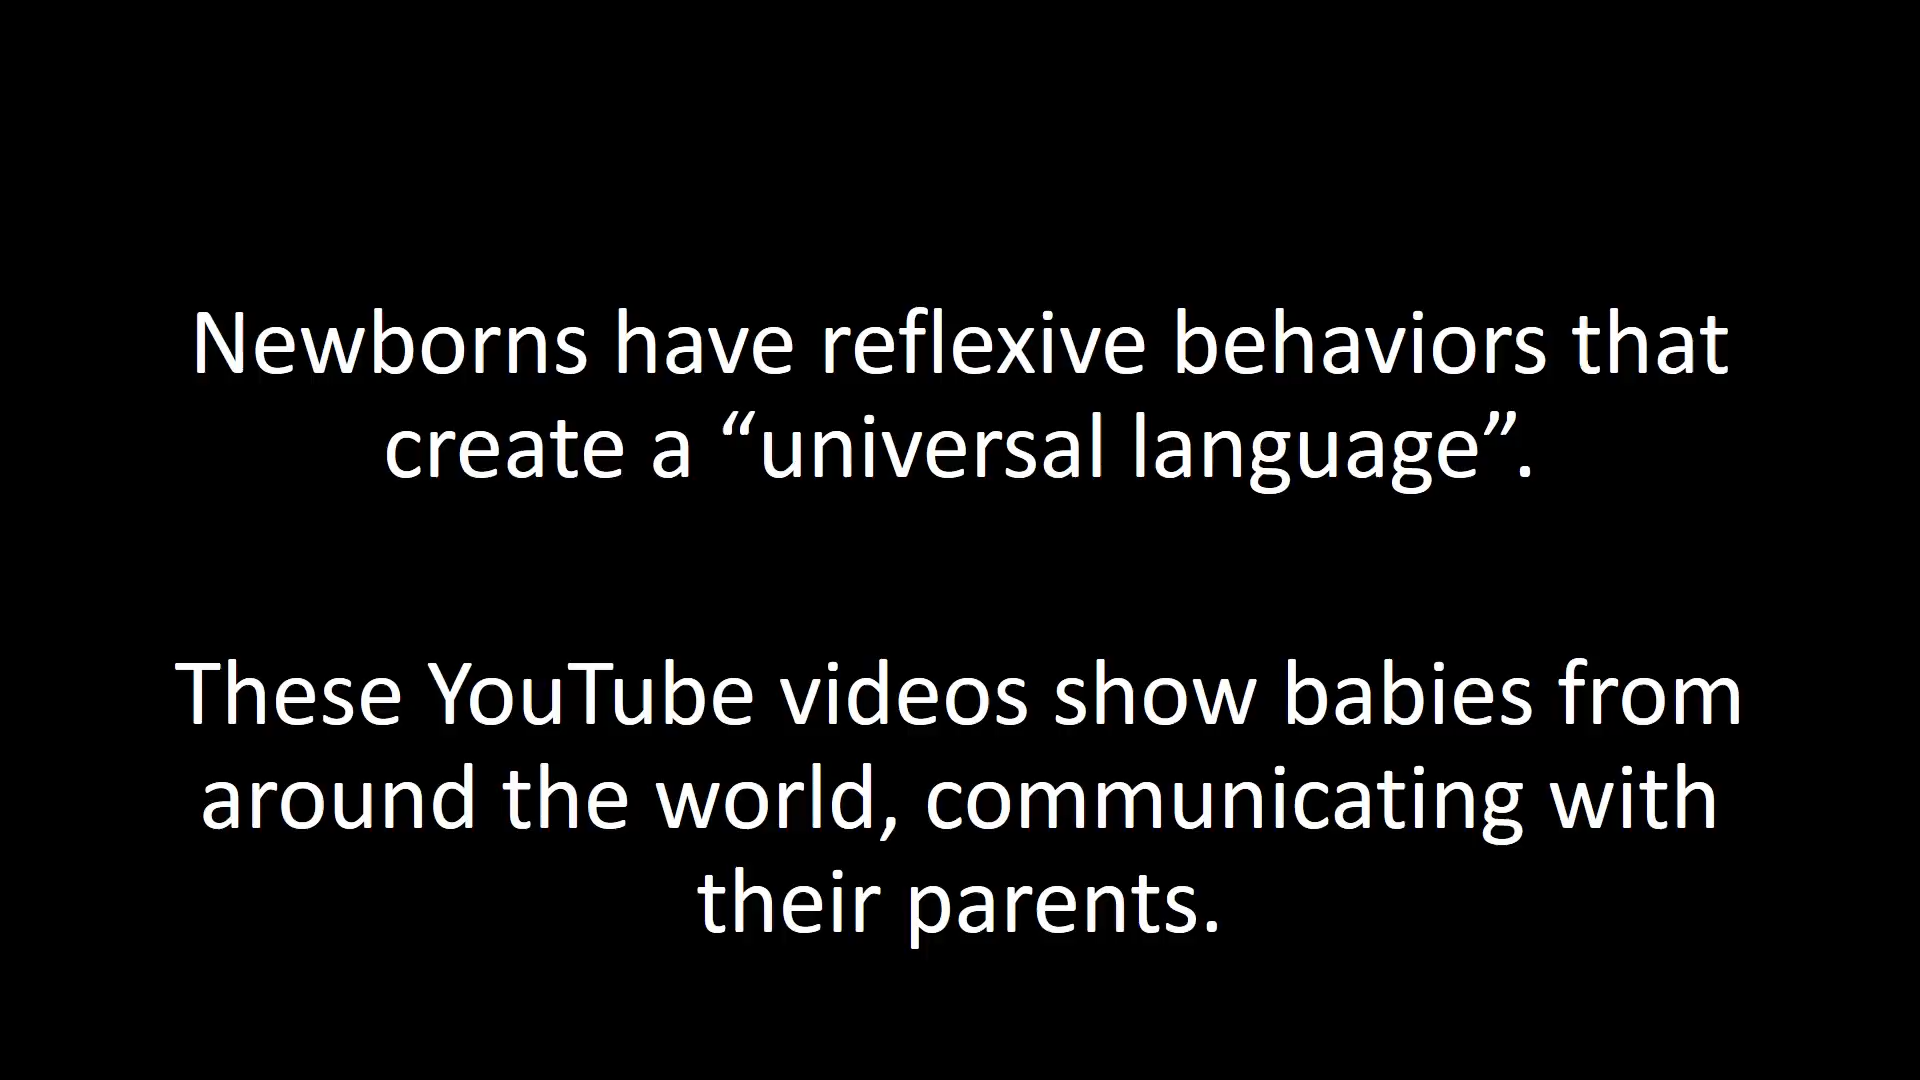 Newborns have reflexive behaviors that
create a “universal language”.
These YouTube videos show babies from
around the world, communicating with
their parents.